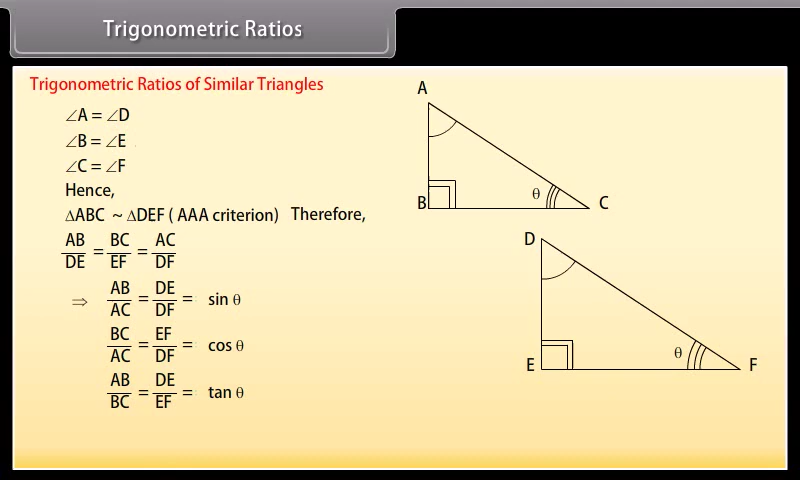 Trigonometric Ratios
Trigonometric Ratios of Similar Triangles
∠A = ∠D
∠B = ∠E
∠C = ∠F
Hence,
ΔABC ~ ΔDEF ( AAA criterion) Therefore,
AB/DE = BC/EF = AC/DF
⇒ AB/AC = DE/DF = sin θ
BC/AC = EF/DF = cos θ
AB/BC = DE/EF = tan θ
A
B θ C
D
E θ F